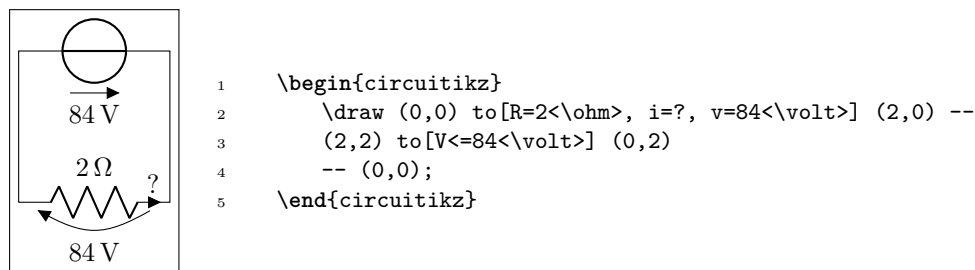 84 V
2 Ω
?
84 V
1 \begin{circuitikz}
2 \draw (0,0) to[R=2<\ohm>, i=?, v=84<\volt>] (2,0) --
3 (2,2) to[V<=84<\volt>] (0,2)
4 -- (0,0);
5 \end{circuitikz}